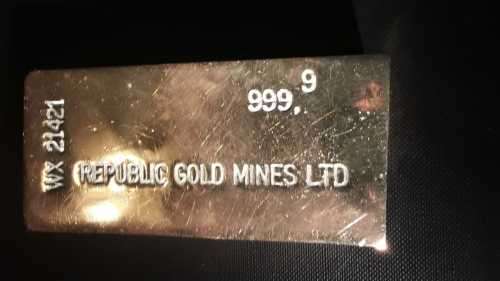 999.9
WX 21421
REPUBLIC GOLD MINES LTD